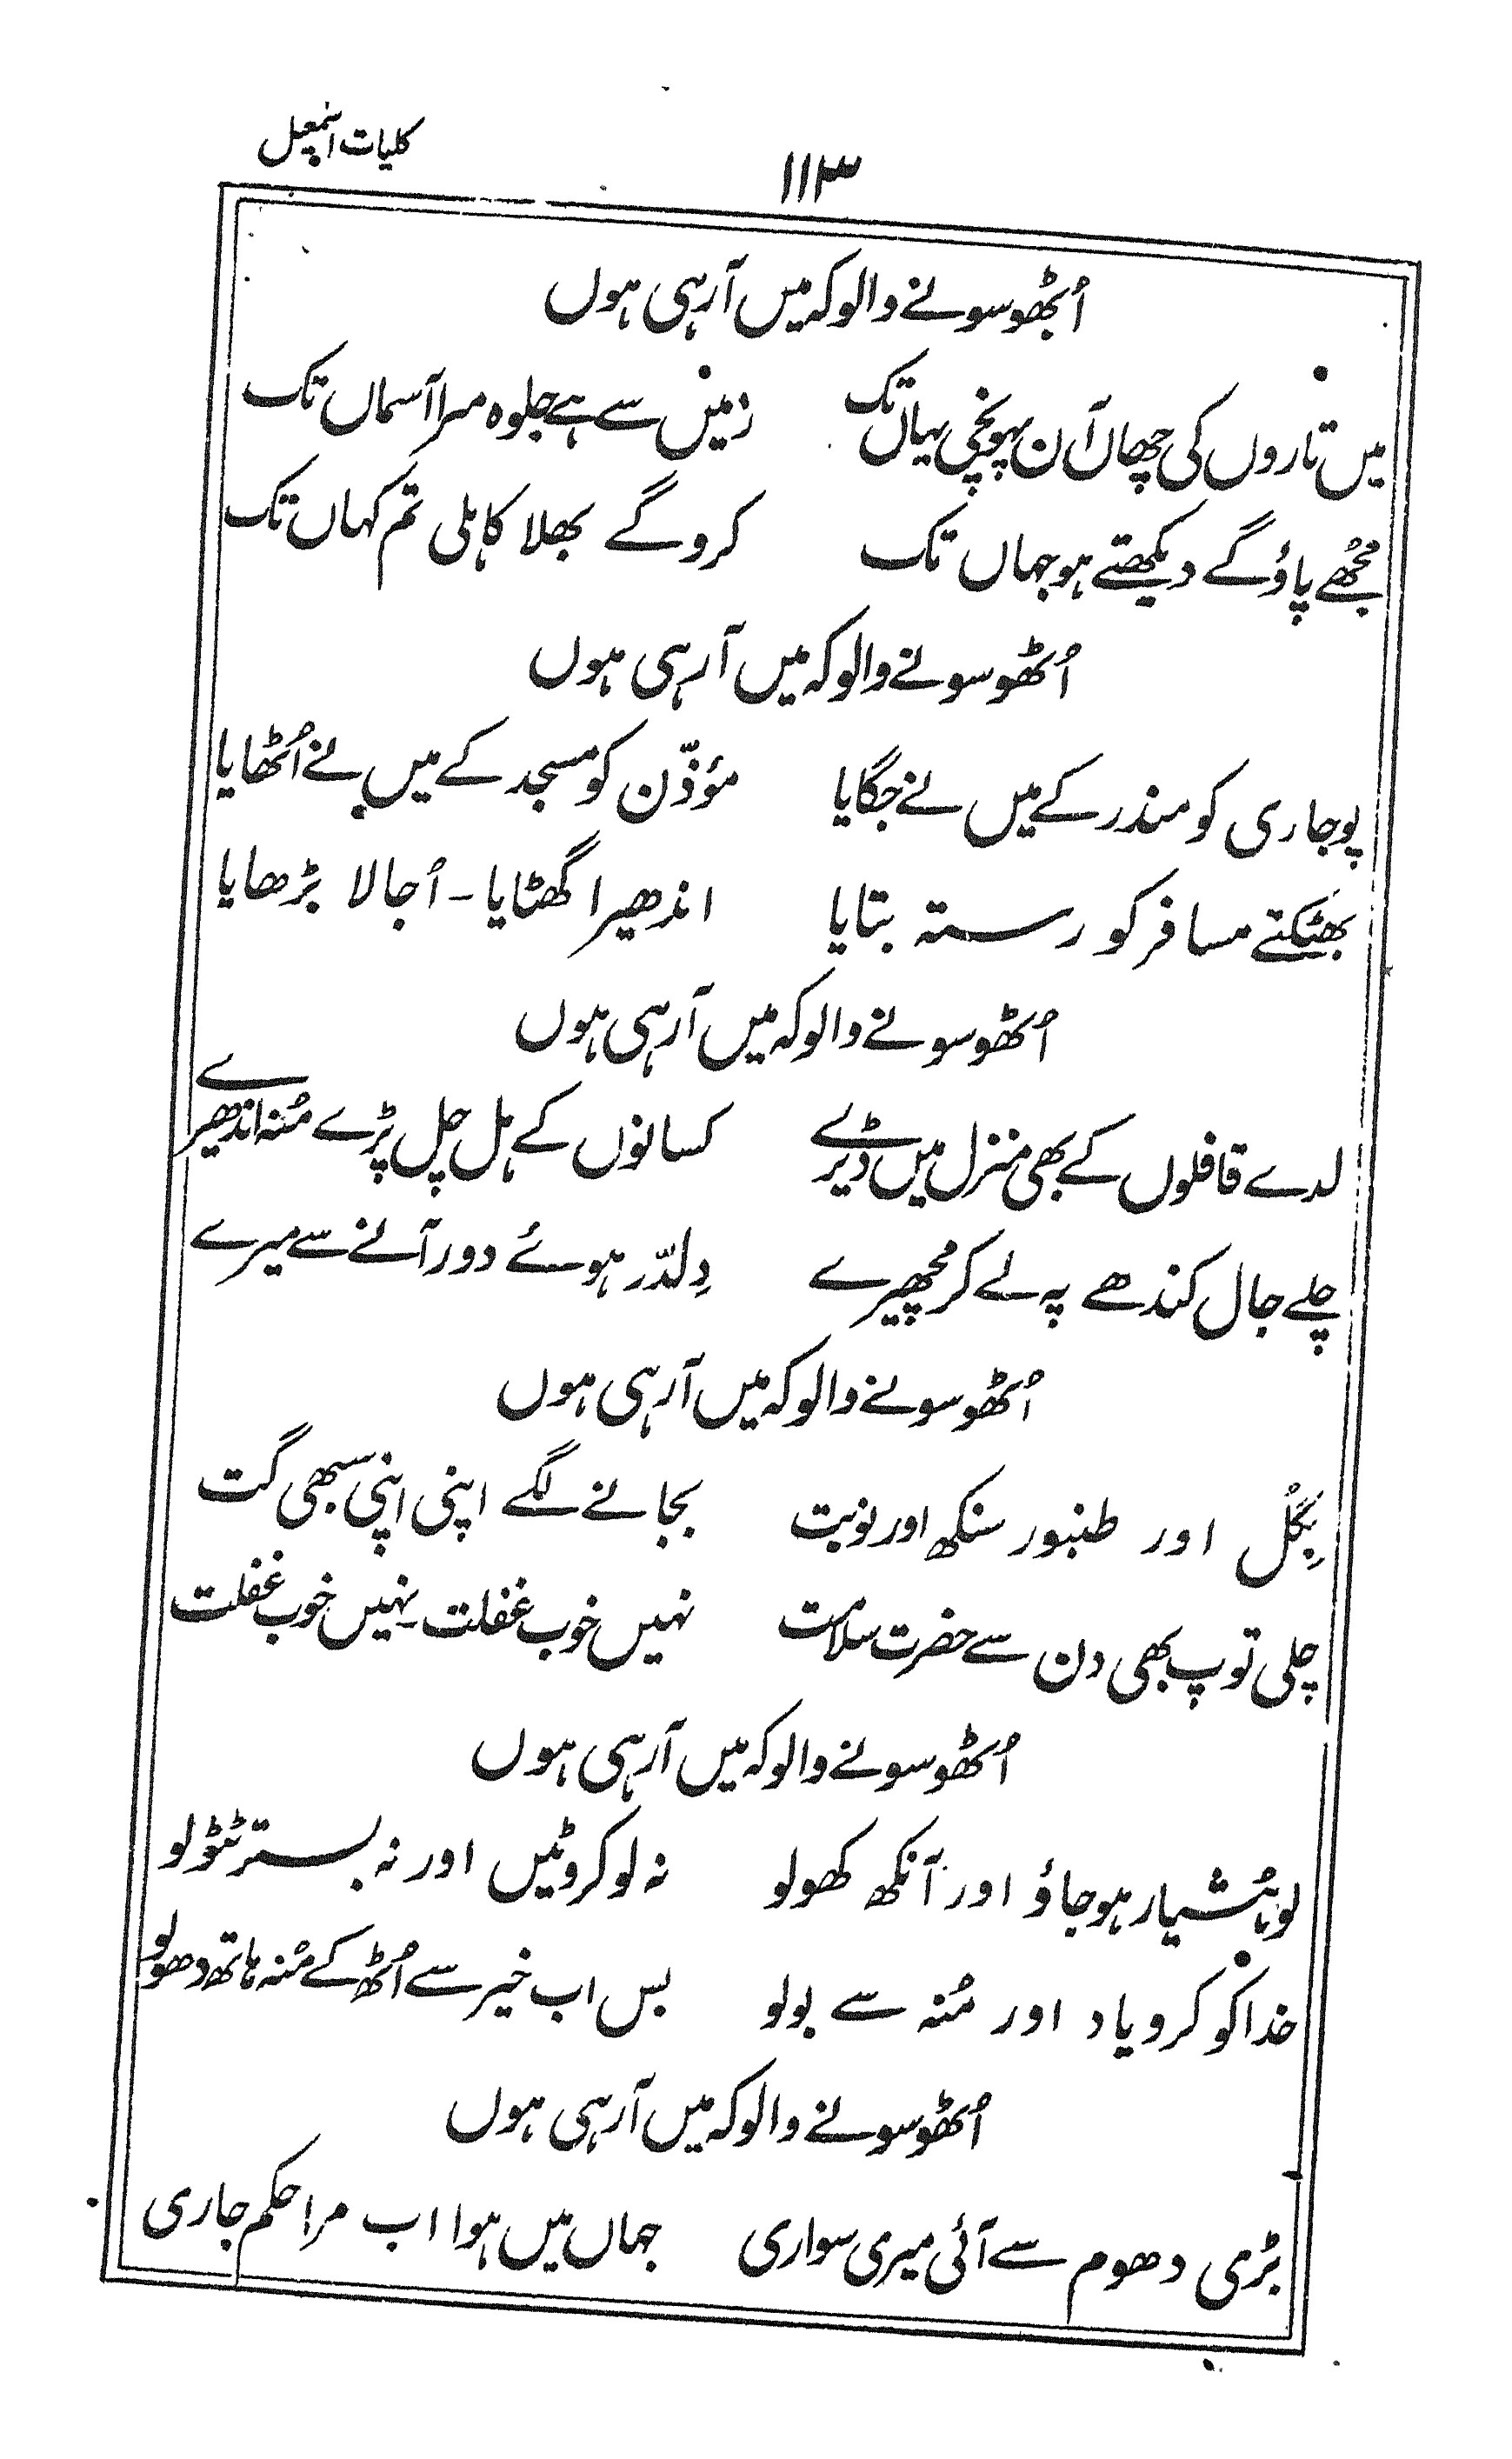 ۱۱۳
کلیات اسمٰعیل
اُٹھو سونے والو کہ میں آ رہی ہوں
میں تاروں کی چھاں آن پہونچی یہاں تک    زمیں سے ہے جلوہ مرا آسماں تک
مُجھے پاؤگے دیکھتے ہو جہاں تک    کروگے بھلا کاہلی تم کہاں تک
اُٹھو سونے والو کہ میں آ رہی ہوں
پوجاری کو مندر کے میں نے جگایا    مؤذّن کو مسجد کے میں نے اُٹھایا
بھَٹکتے مسافر کو رستہ بتایا    اندھیرا گھٹایا - اُجالا بڑھایا
اُٹھو سونے والو کہ میں آ رہی ہوں
لدے قافلوں کے بھی منزل میں ڈیرے    کسانوں کے ہل چل پڑے مُنہ اندھیرے
چلے جال کندھے پہ لے کر مچھیرے    دِلدّر ہوئے دور آنے سے میرے
اُٹھو سونے والو کہ میں آ رہی ہوں
بِگُل اور طنبور سنکھ اور نوبت    بجانے لگے اپنی اپنی سبھی گت
چلی توپ بھی دن سے حضرت سلامت    نہیں خوب غفلت - نہیں خوب غفلت
اُٹھو سونے والو کہ میں آ رہی ہوں
لو ہُشیار ہو جاؤ اور آنکھ کھولو    نہ لو کروٹیں اور نہ بستر ٹٹولو
خدا کو کرو یاد اور مُنہ سے بولو    بس اب خیر سے اُٹھ کے مُنہ ہاتھ دھولو
اُٹھو سونے والو کہ میں آ رہی ہوں
بڑی دھوم سے آئی میری سواری    جہاں میں ہوا اب مرا حکم جاری